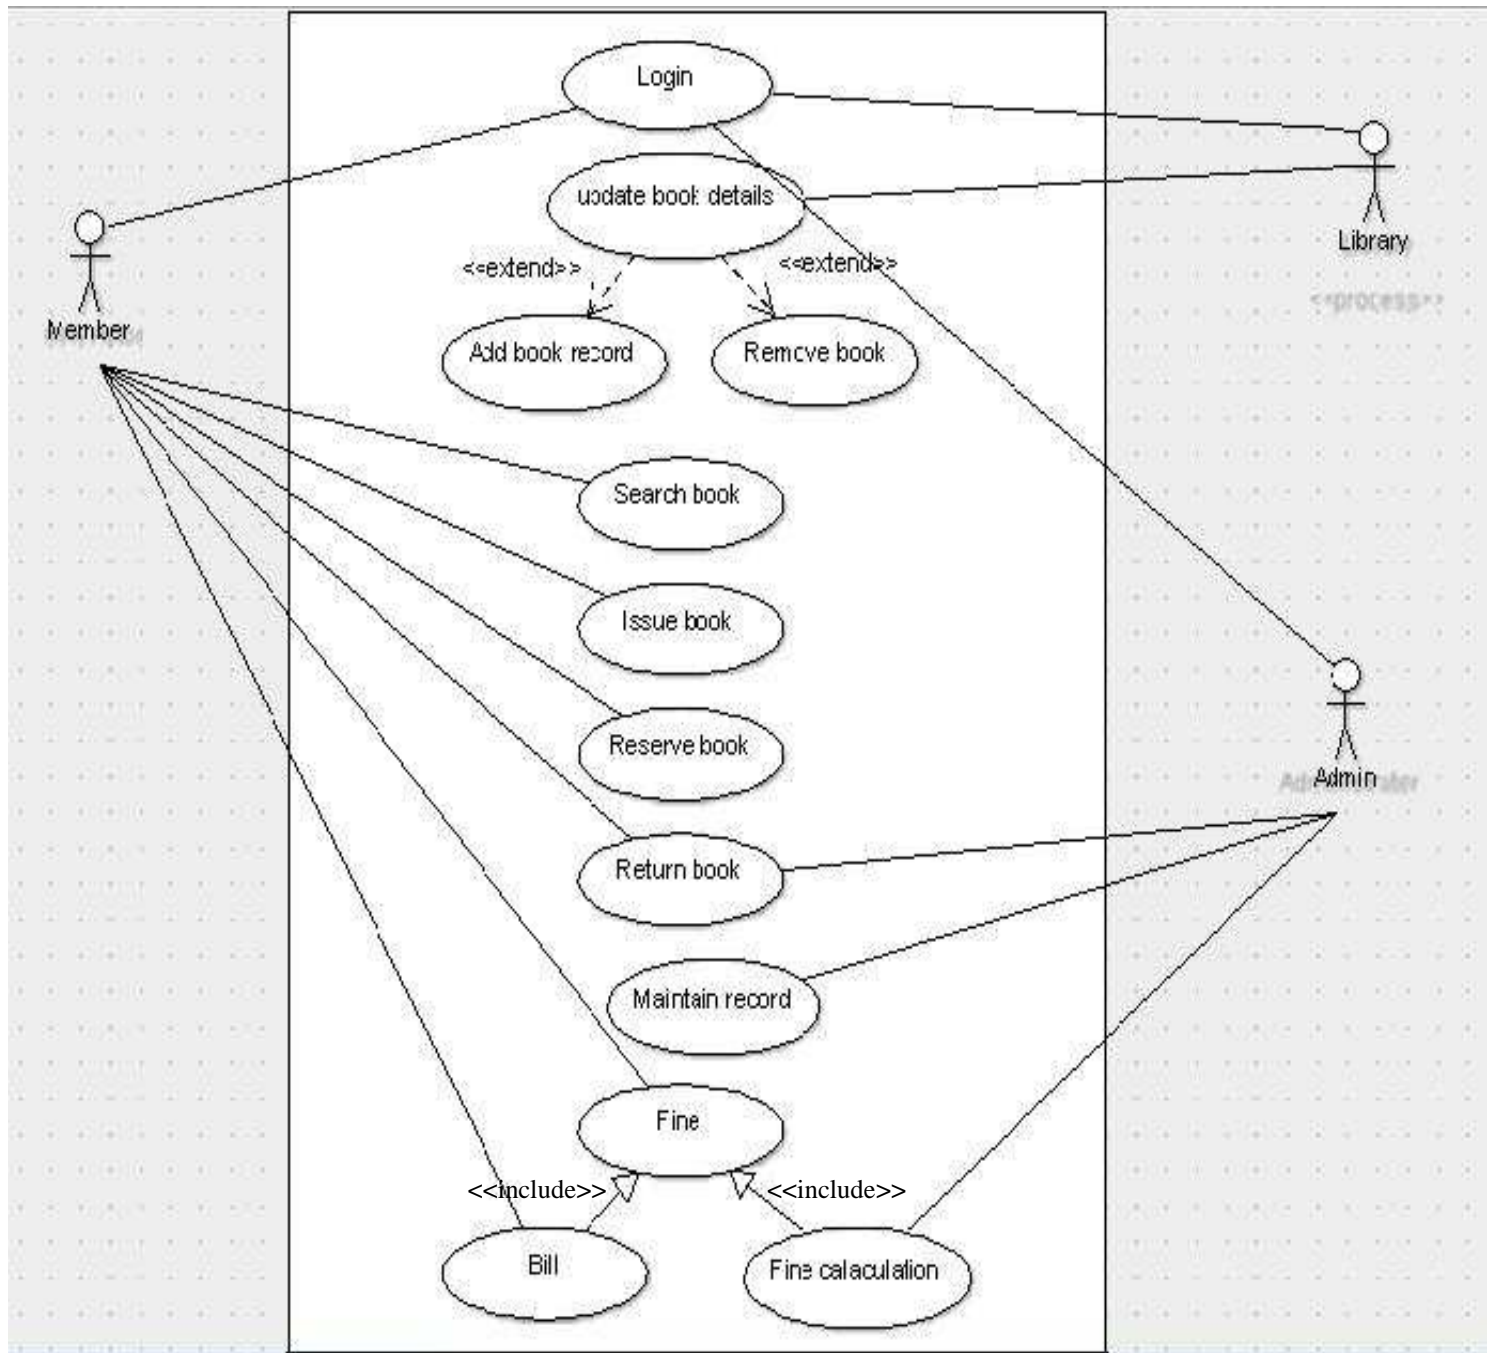 Login
update book details
Library
<<extend>>
<<extend>>
<<process>>
Member
Add book record
Remove book
Search book
Issue book
Reserve book
Admin
Return book
Maintain record
Fine
<<include>>
<<include>>
Bill
Fine calaculation